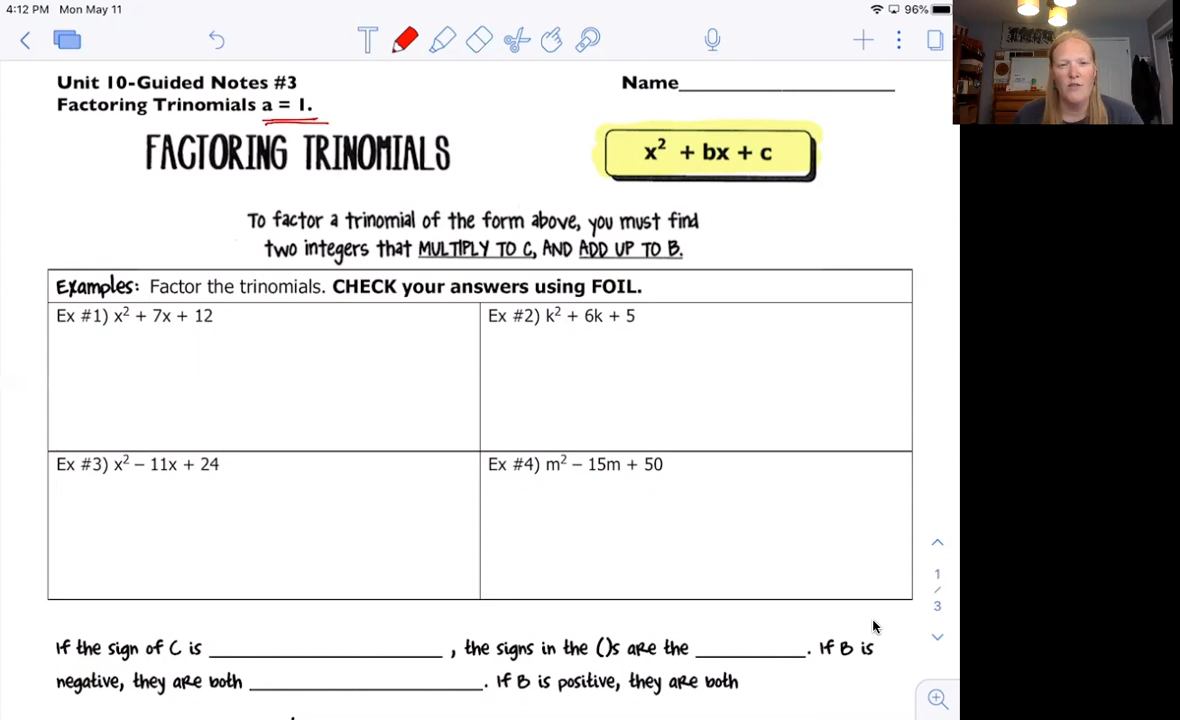 4:12 PM Mon May 11
96%
Unit 10-Guided Notes #3
Name
Factoring Trinomials a = 1.
FACTORING TRINOMIALS
x² + bx + c
To factor a trinomial of the form above, you must find
two integers that MULTIPLY TO C, AND ADD UP TO B.
Examples: Factor the trinomials. CHECK your answers using FOIL.
Ex #1) x² + 7x + 12
Ex #2) k² + 6k + 5
Ex #3) x² – 11x + 24
Ex #4) m² – 15m + 50
1
/
3
If the sign of C is ____________________, the signs in the ()s are the __________. If B is
negative, they are both ____________________. If B is positive, they are both